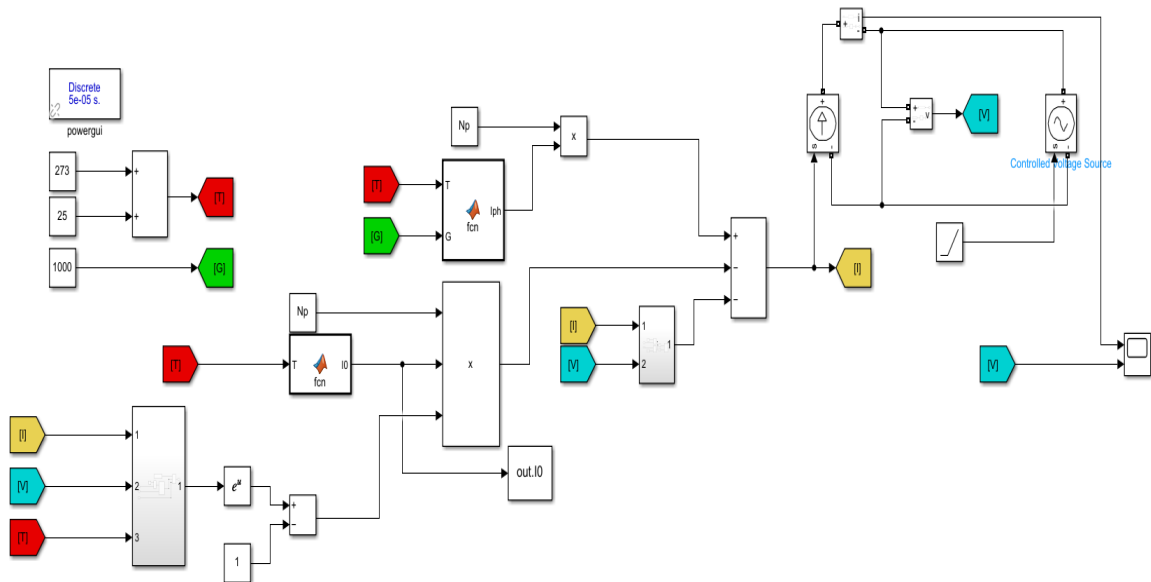 Discrete
5e-05 s.
powergui
273
+
25
+
[T]
1000
[G]
Np
x
[T]
T
[G]
G
fcn
Iph
+
i
-
+
s
-
+
-
v
[V]
+
s
-
Controlled Voltage Source
+
−
−
[I]
Np
x
[T]
T
fcn
I0
[I]
1
[V]
2
1
[V]
[I]
1
[V]
2
1
[T]
3
e^u
+
−
1
out.I0